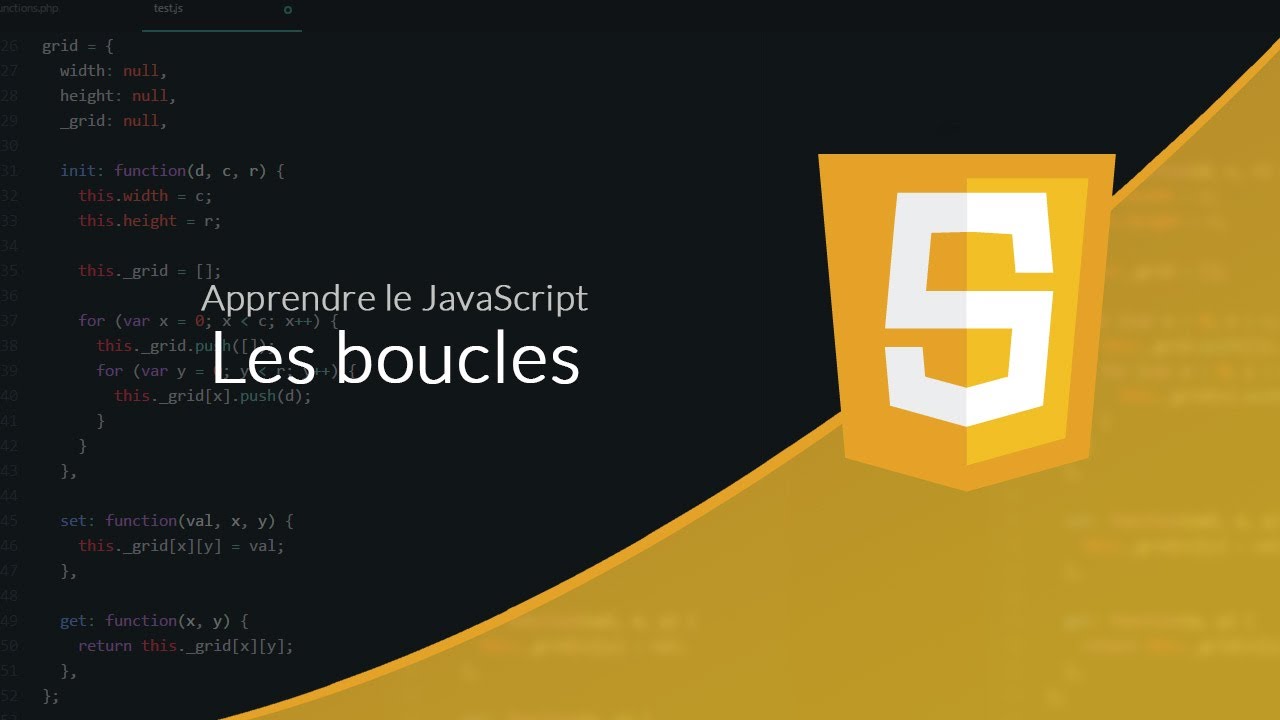 unctions.php test.js
26 grid = {
27 width: null,
28 height: null,
29 _grid: null,
30
31 init: function(d, c, r) {
32 this.width = c;
33 this.height = r;
34
35 this._grid = [];
36
Apprendre le JavaScript
37 for (var x = 0; x < c; x++) {
38 this._grid.push([]);
Les boucles
39 for (var y = 0; y < r; y++) {
40 this._grid[x].push(d);
41 }
42 }
43 },
44
45 set: function(val, x, y) {
46 this._grid[x][y] = val;
47 },
48
49 get: function(x, y) {
50 return this._grid[x][y];
51 },
52 };